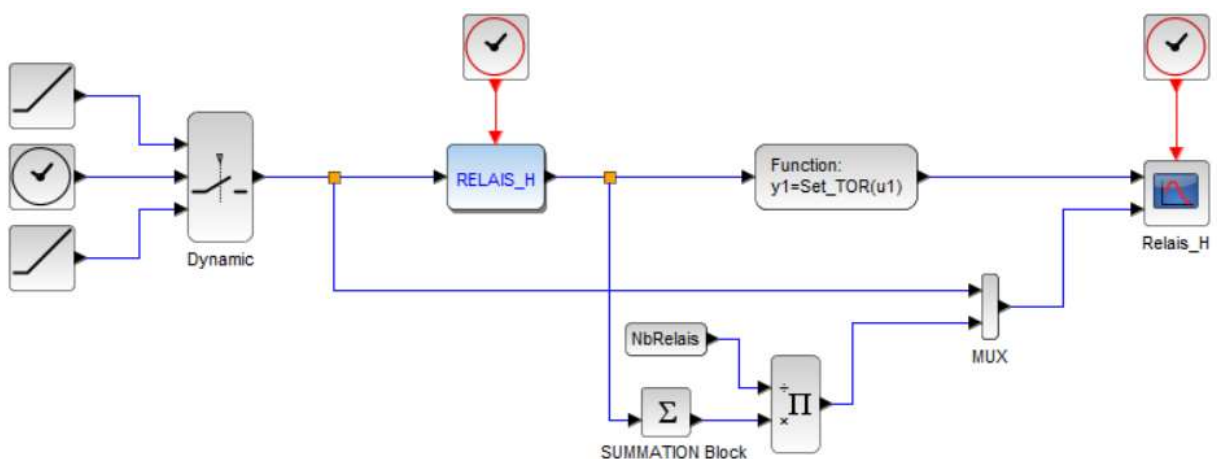 RELAIS_H
Function:
y1=Set_TOR(u1)
Dynamic
Relais_H
NbRelais
MUX
÷
×
Π
Σ
SUMMATION Block